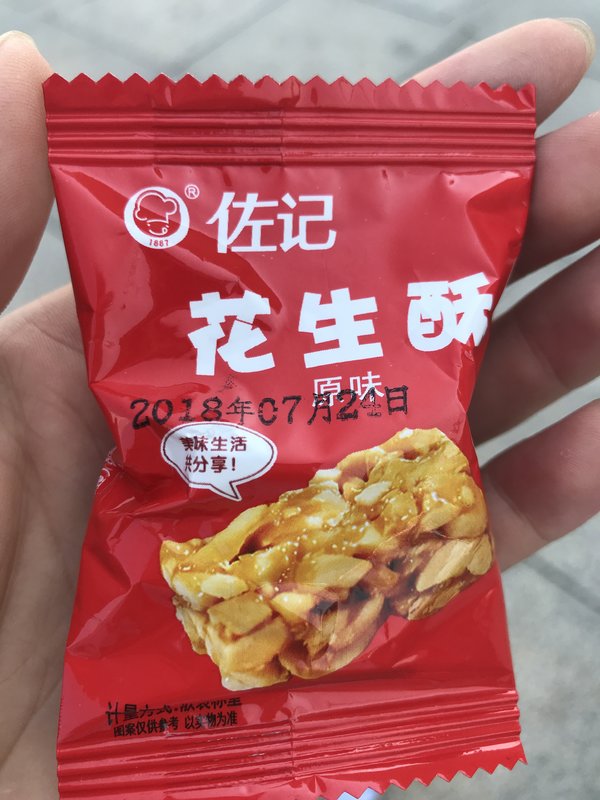 佐记
®
1887
花生酥
原味
2018年07月24日
美味生活
共分享！
计量方式：散装称重
图案仅供参考 以实物为准